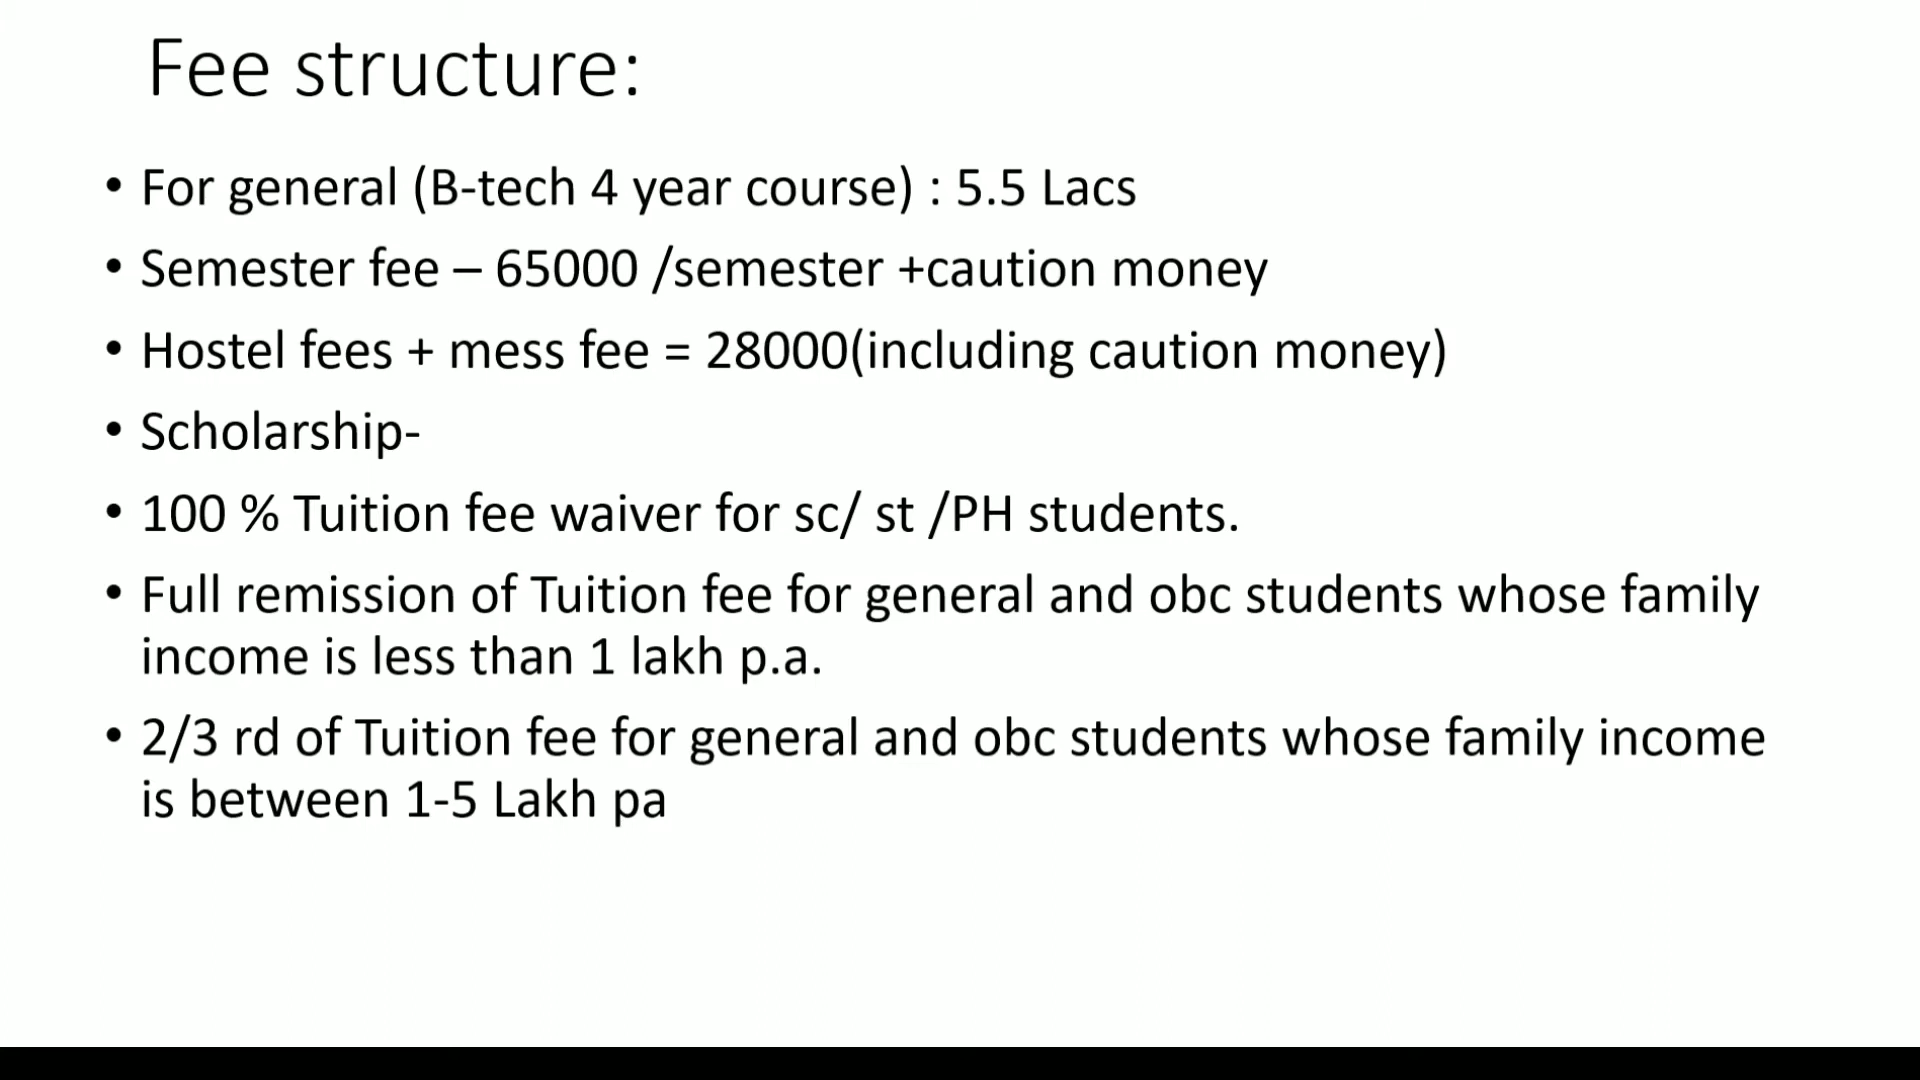 Fee structure:
• For general (B-tech 4 year course) : 5.5 Lacs
• Semester fee – 65000 /semester +caution money
• Hostel fees + mess fee = 28000(including caution money)
• Scholarship-
• 100 % Tuition fee waiver for sc/ st /PH students.
• Full remission of Tuition fee for general and obc students whose family
income is less than 1 lakh p.a.
• 2/3 rd of Tuition fee for general and obc students whose family income
is between 1-5 Lakh pa